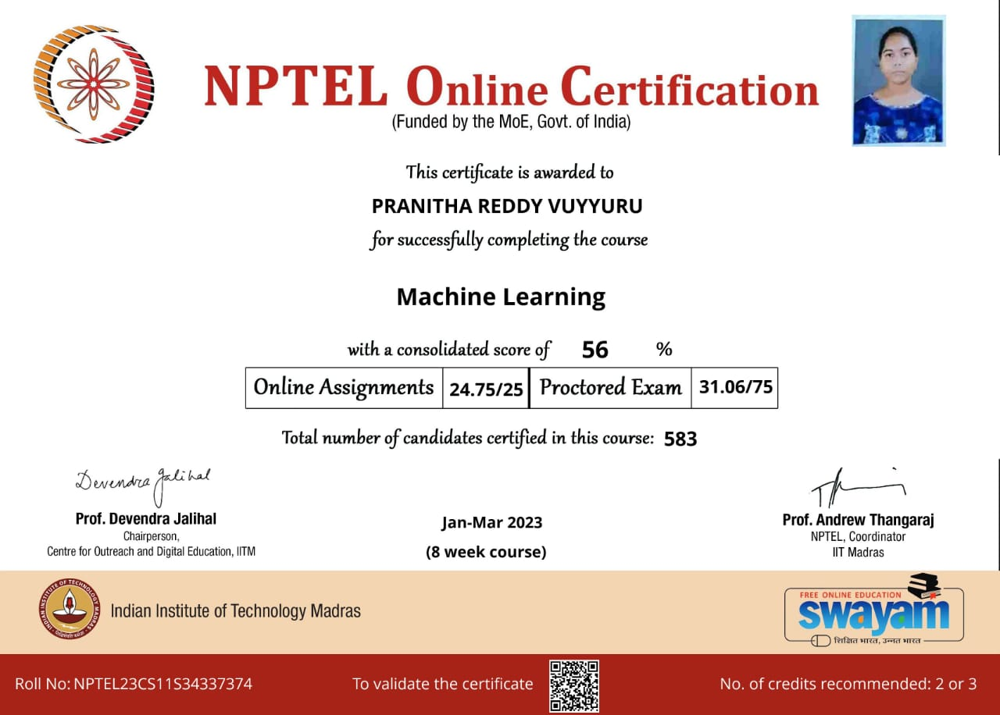 NPTEL Online Certification
(Funded by the MoE, Govt. of India)
This certificate is awarded to
PRANITHA REDDY VUYYURU
for successfully completing the course
Machine Learning
with a consolidated score of 56 %
Online Assignments 24.75/25 Proctored Exam 31.06/75
Total number of candidates certified in this course: 583
Devendra Jalihal
Prof. Devendra Jalihal
Chairperson,
Centre for Outreach and Digital Education, IITM
Jan-Mar 2023
(8 week course)
Prof. Andrew Thangaraj
NPTEL, Coordinator
IIT Madras
INDIAN INSTITUTE OF TECHNOLOGY MADRAS
Indian Institute of Technology Madras
FREE ONLINE EDUCATION
swayam
शिक्षित भारत, उन्नत भारत
Roll No: NPTEL23CS11S34337374
To validate the certificate
No. of credits recommended: 2 or 3